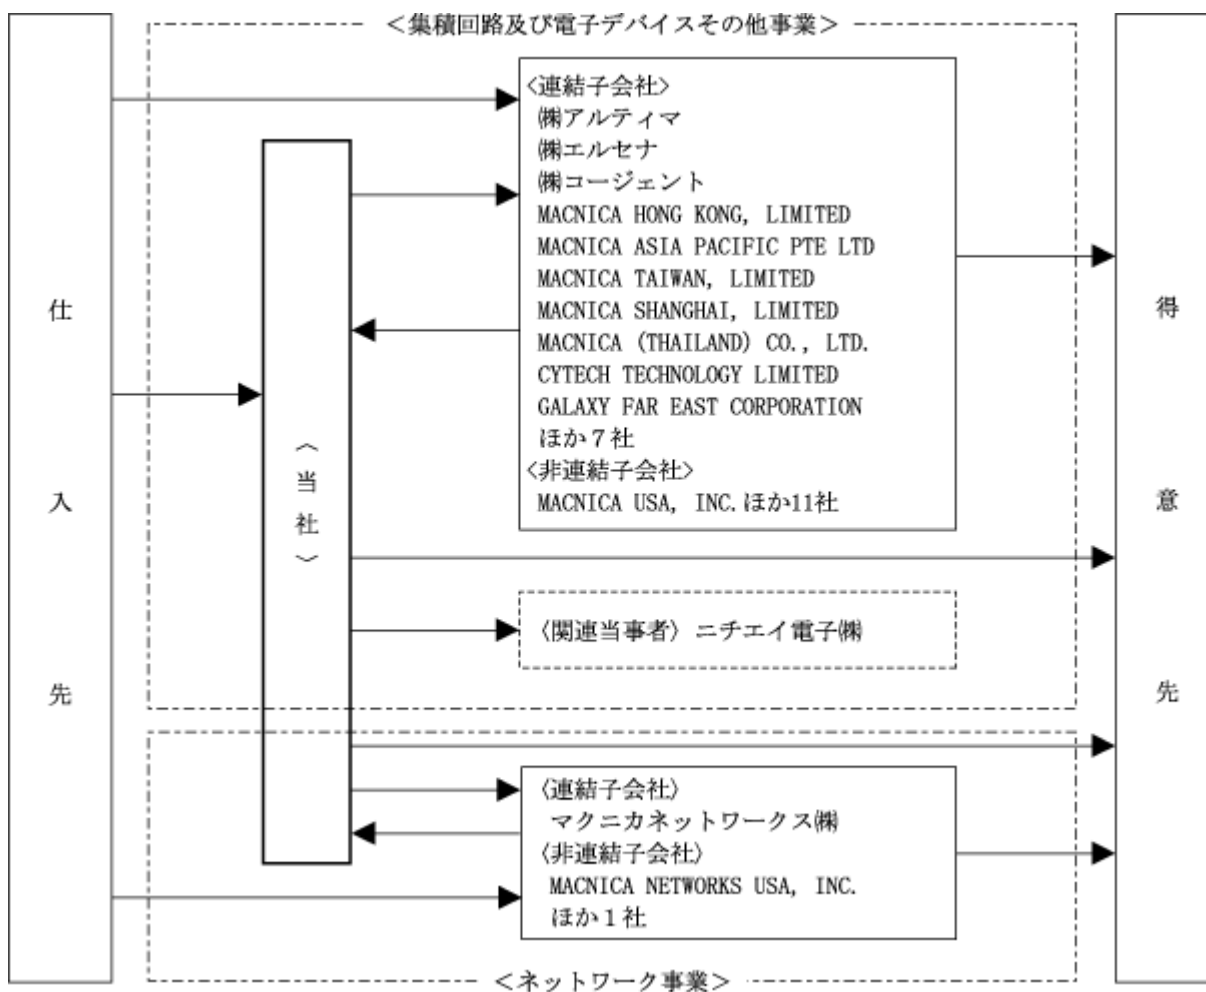 ＜集積回路及び電子デバイスその他事業＞
仕入先
〈当社〉
〈連結子会社〉
㈱アルティマ
㈱エルセナ
㈱コージェント
MACNICA HONG KONG, LIMITED
MACNICA ASIA PACIFIC PTE LTD
MACNICA TAIWAN, LIMITED
MACNICA SHANGHAI, LIMITED
MACNICA (THAILAND) CO., LTD.
CYTECH TECHNOLOGY LIMITED
GALAXY FAR EAST CORPORATION
ほか７社
〈非連結子会社〉
MACNICA USA, INC.ほか11社
〈関連当事者〉ニチエイ電子㈱
〈連結子会社〉
マクニカネットワークス㈱
〈非連結子会社〉
MACNICA NETWORKS USA, INC.
ほか１社
得意先
＜ネットワーク事業＞